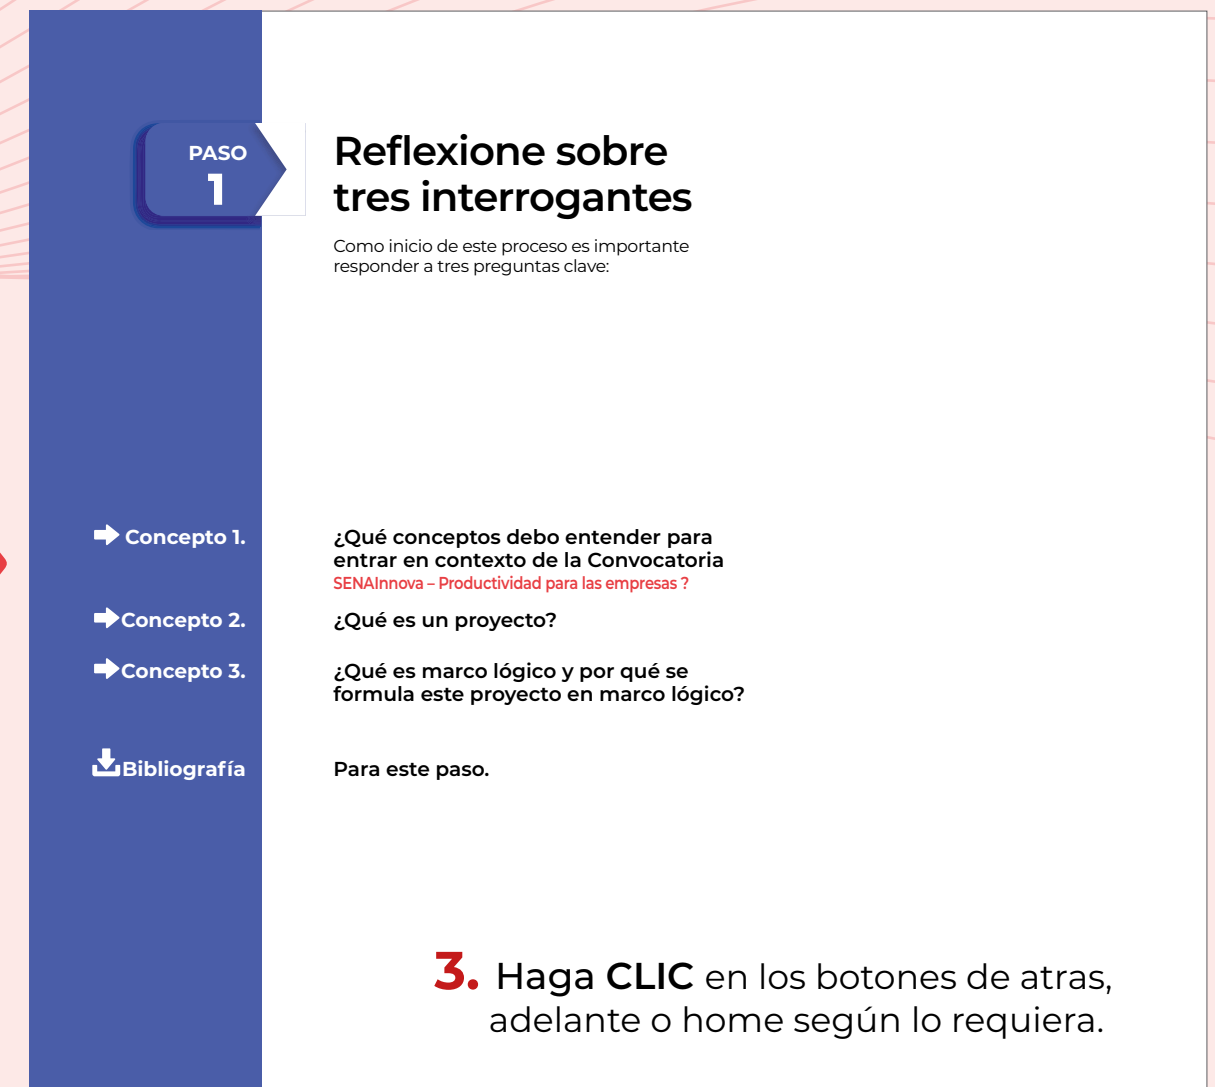 PASO
1
Reflexione sobre
tres interrogantes
Como inicio de este proceso es importante
responder a tres preguntas clave:
Concepto 1.
¿Qué conceptos debo entender para
entrar en contexto de la Convocatoria
SENAInnova – Productividad para las empresas ?
Concepto 2.
¿Qué es un proyecto?
Concepto 3.
¿Qué es marco lógico y por qué se
formula este proyecto en marco lógico?
Bibliografía
Para este paso.
3. Haga CLIC en los botones de atras,
adelante o home según lo requiera.